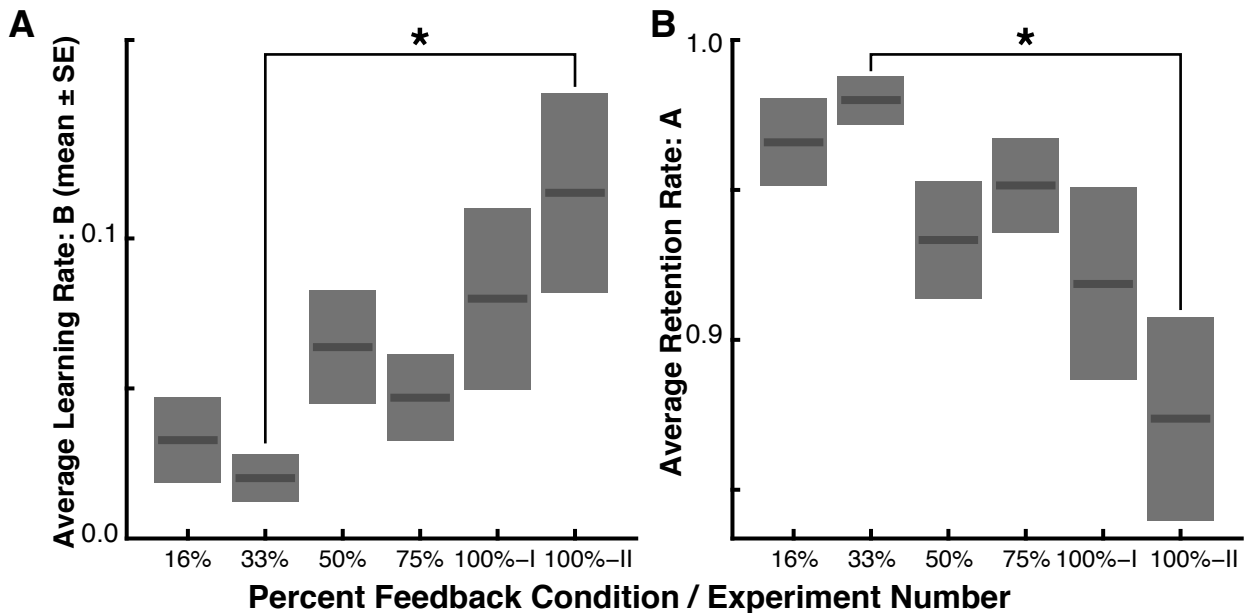 A
Average Learning Rate: B (mean ± SE)
0.1
0.0
*
16% 33% 50% 75% 100%–I 100%–II
B
Average Retention Rate: A
1.0
0.9
*
16% 33% 50% 75% 100%–I 100%–II
Percent Feedback Condition / Experiment Number